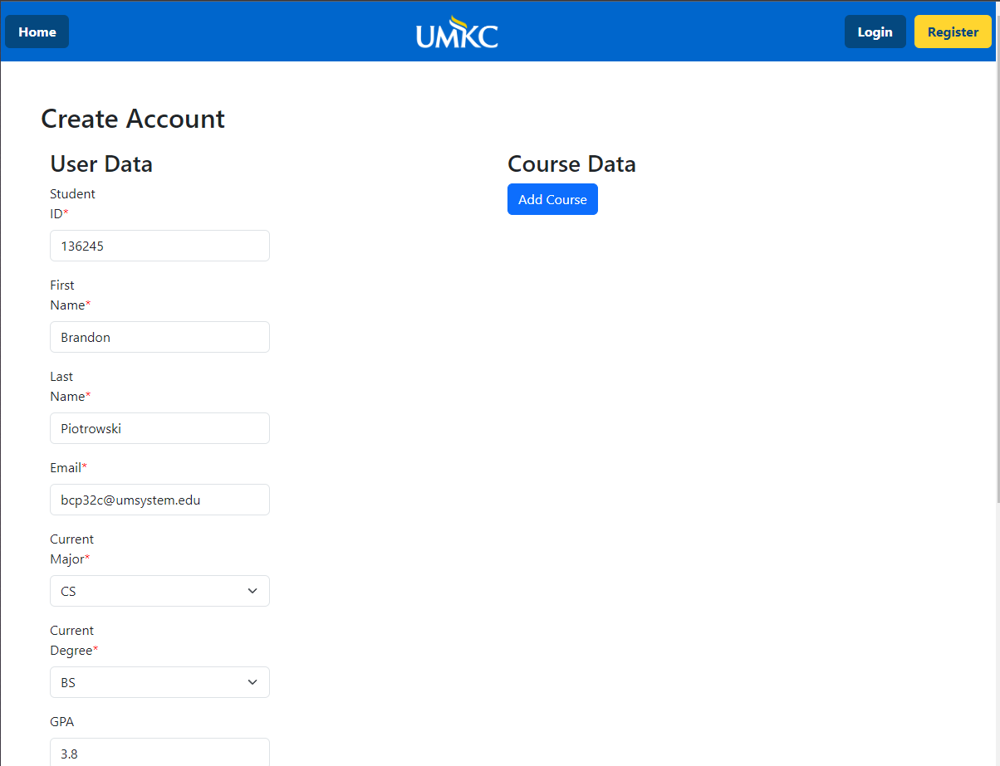 Home
UMKC
Login
Register
Create Account
User Data
Student
ID*
136245
First
Name*
Brandon
Last
Name*
Piotrowski
Email*
bcp32c@umsystem.edu
Current
Major*
CS
Current
Degree*
BS
GPA
3.8
Course Data
Add Course